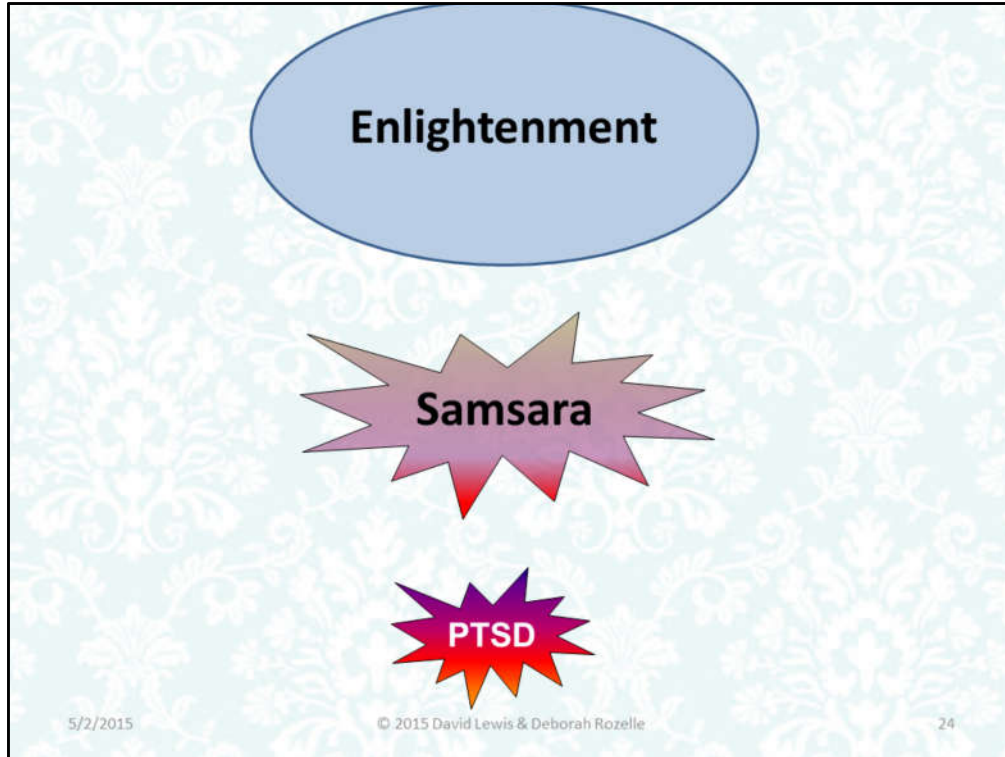 Enlightenment
Samsara
PTSD
5/2/2015
© 2015 David Lewis & Deborah Rozelle
24